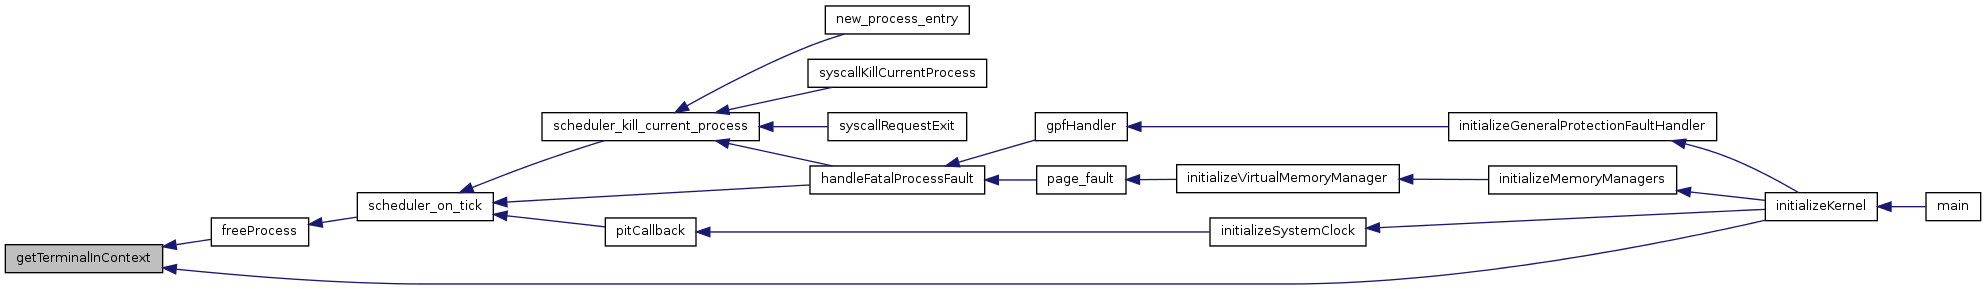 new_process_entry
syscallKillCurrentProcess
scheduler_kill_current_process
syscallRequestExit
gpfHandler
initializeGeneralProtectionFaultHandler
handleFatalProcessFault
page_fault
initializeVirtualMemoryManager
initializeMemoryManagers
scheduler_on_tick
initializeKernel
main
freeProcess
pitCallback
initializeSystemClock
getTerminalInContext